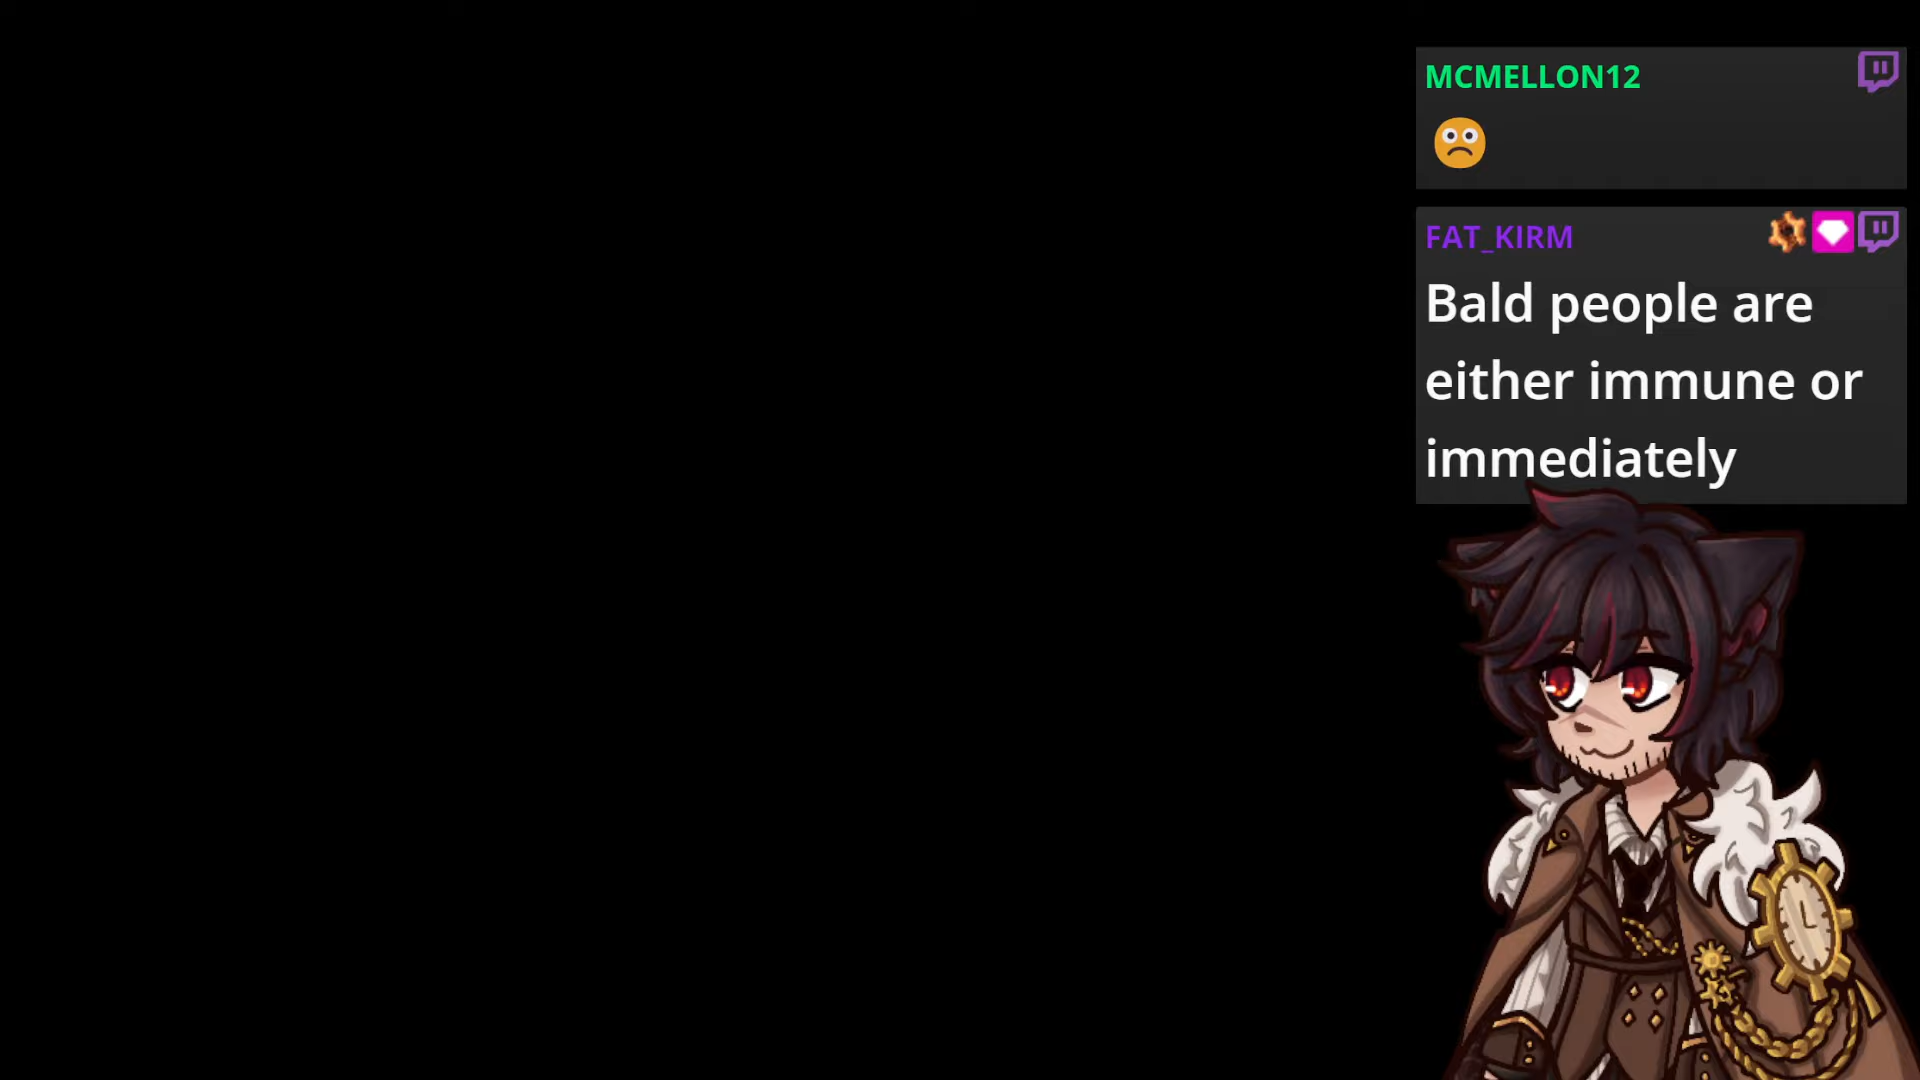 MCMELLON12
FAT_KIRM
Bald people are
either immune or
immediately